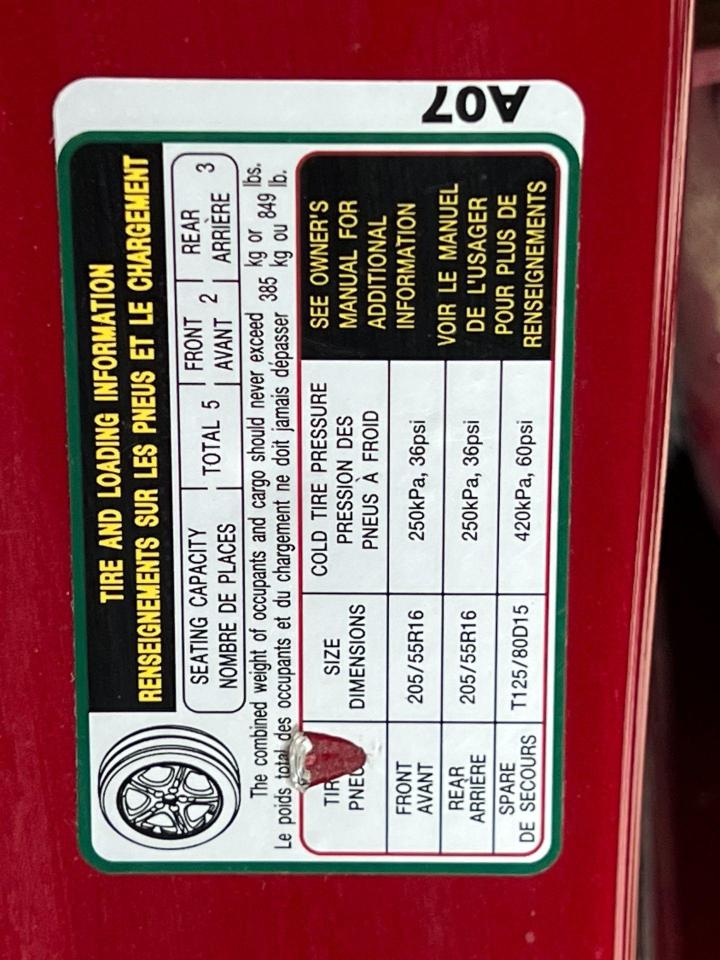 TIRE AND LOADING INFORMATION
RENSEIGNEMENTS SUR LES PNEUS ET LE CHARGEMENT
SEATING CAPACITY
NOMBRE DE PLACES
TOTAL 5
FRONT
AVANT 2
REAR
ARRIÈRE 3
The combined weight of occupants and cargo should never exceed 385 kg or 849 lbs.
Le poids total des occupants et du chargement ne doit jamais dépasser 385 kg ou 849 lb.
SIZE
DIMENSIONS
COLD TIRE PRESSURE
PRESSION DES
PNEUS À FROID
SEE OWNER'S
MANUAL FOR
ADDITIONAL
INFORMATION
VOIR LE MANUEL
DE L'USAGER
POUR PLUS DE
RENSEIGNEMENTS
FRONT
AVANT
205/55R16
250kPa, 36psi
REAR
ARRIÈRE
205/55R16
250kPa, 36psi
SPARE
DE SECOURS
T125/80D15
420kPa, 60psi
A07